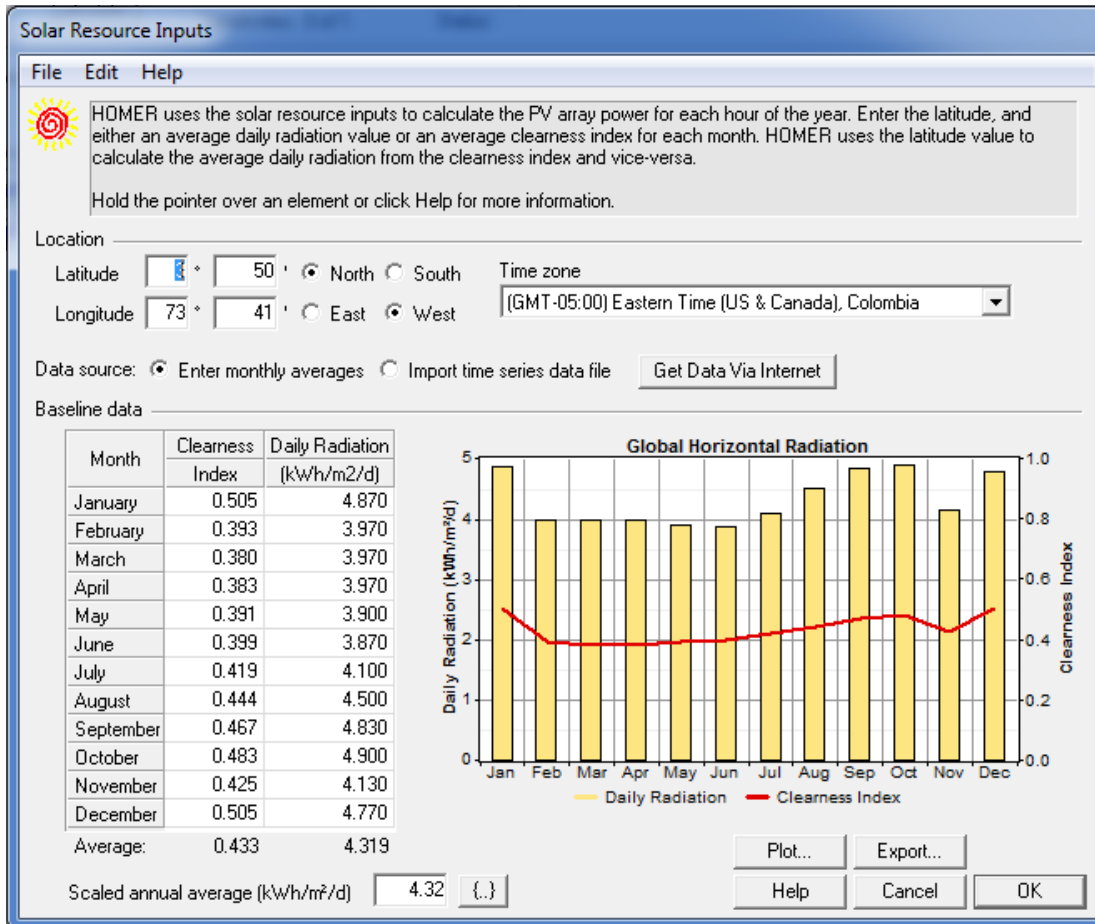 Solar Resource Inputs
File Edit Help
HOMER uses the solar resource inputs to calculate the PV array power for each hour of the year. Enter the latitude, and
either an average daily radiation value or an average clearness index for each month. HOMER uses the latitude value to
calculate the average daily radiation from the clearness index and vice-versa.
Hold the pointer over an element or click Help for more information.
Location
Latitude ° 50 ' North South Time zone
Longitude 73 ° 41 ' East West (GMT-05:00) Eastern Time (US & Canada), Colombia
Data source: Enter monthly averages Import time series data file Get Data Via Internet
Baseline data
Month Clearness Index Daily Radiation (kWh/m2/d)
January 0.505 4.870
February 0.393 3.970
March 0.380 3.970
April 0.383 3.970
May 0.391 3.900
June 0.399 3.870
July 0.419 4.100
August 0.444 4.500
September 0.467 4.830
October 0.483 4.900
November 0.425 4.130
December 0.505 4.770
Average: 0.433 4.319
Scaled annual average (kWh/m²/d) 4.32 {..}
Global Horizontal Radiation
Daily Radiation (kWh/m²/d)
5
4
3
2
1
0
Jan Feb Mar Apr May Jun Jul Aug Sep Oct Nov Dec
1.0
0.8
0.6
0.4
0.2
0.0
Clearness Index
Daily Radiation Clearness Index
Plot... Export...
Help Cancel OK